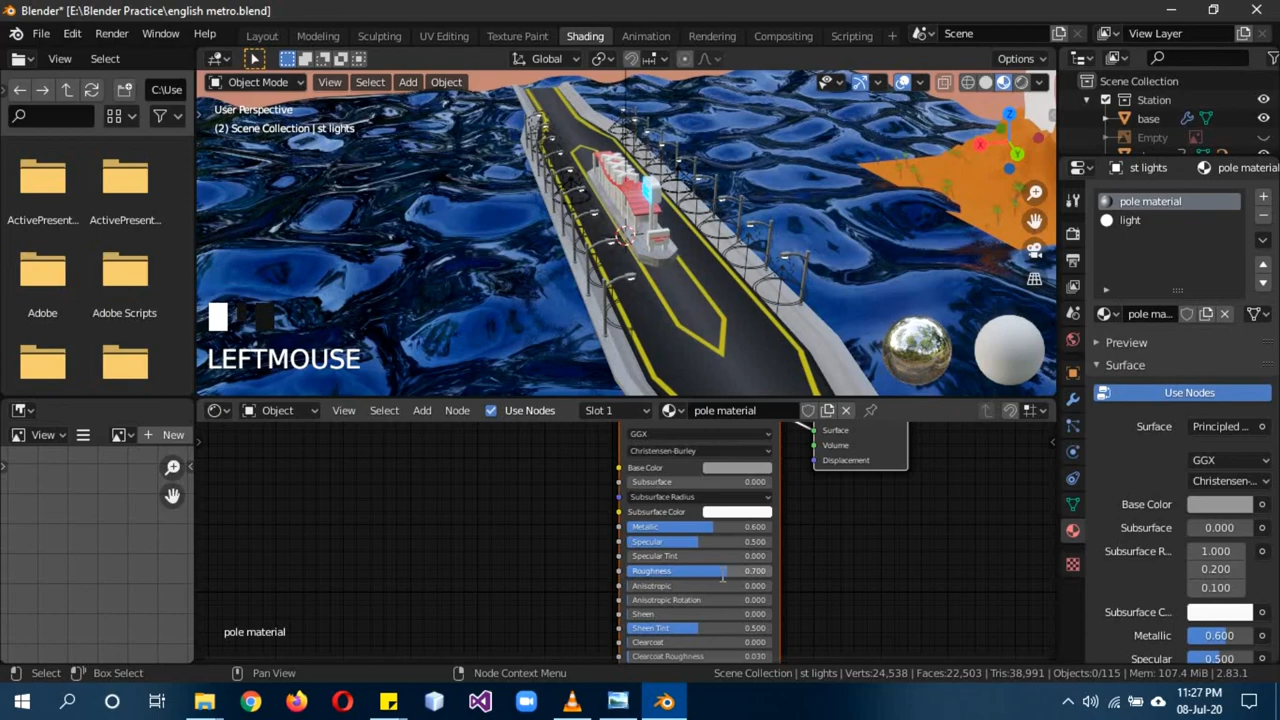 Blender* [E:\Blender Practice\english metro.blend]
File Edit Render Window Help Layout Modeling Sculpting UV Editing Texture Paint Shading Animation Rendering Compositing Scripting Scene View Layer
View Select Global Options
Object Mode View Select Add Object
C:\Use
User Perspective
(2) Scene Collection | st lights
Scene Collection
Station
base
Empty
X
Y
Z
st lights pole material
pole material
light
ActivePresent... ActivePresent...
Adobe Adobe Scripts
LEFTMOUSE
pole ma...
Preview
Surface
Use Nodes
Surface Principled ...
GGX
Christensen-...
Base Color
Subsurface 0.000
Subsurface R... 1.000
0.200
0.100
Subsurface C...
Metallic 0.600
Specular 0.500
View New
Object View Select Add Node Use Nodes Slot 1 pole material
GGX
Christensen-Burley
Base Color
Subsurface 0.000
Subsurface Radius
Subsurface Color
Metallic 0.600
Specular 0.500
Specular Tint 0.000
Roughness 0.700
Anisotropic 0.000
Anisotropic Rotation 0.000
Sheen 0.000
Sheen Tint 0.500
Clearcoat 0.000
Clearcoat Roughness 0.030
Surface
Volume
Displacement
pole material
Select Box Select Pan View Node Context Menu Scene Collection | st lights | Verts:24,538 | Faces:22,503 | Tris:38,991 | Objects:0/115 | Mem: 107.4 MiB | 2.83.1
11:27 PM
08-Jul-20